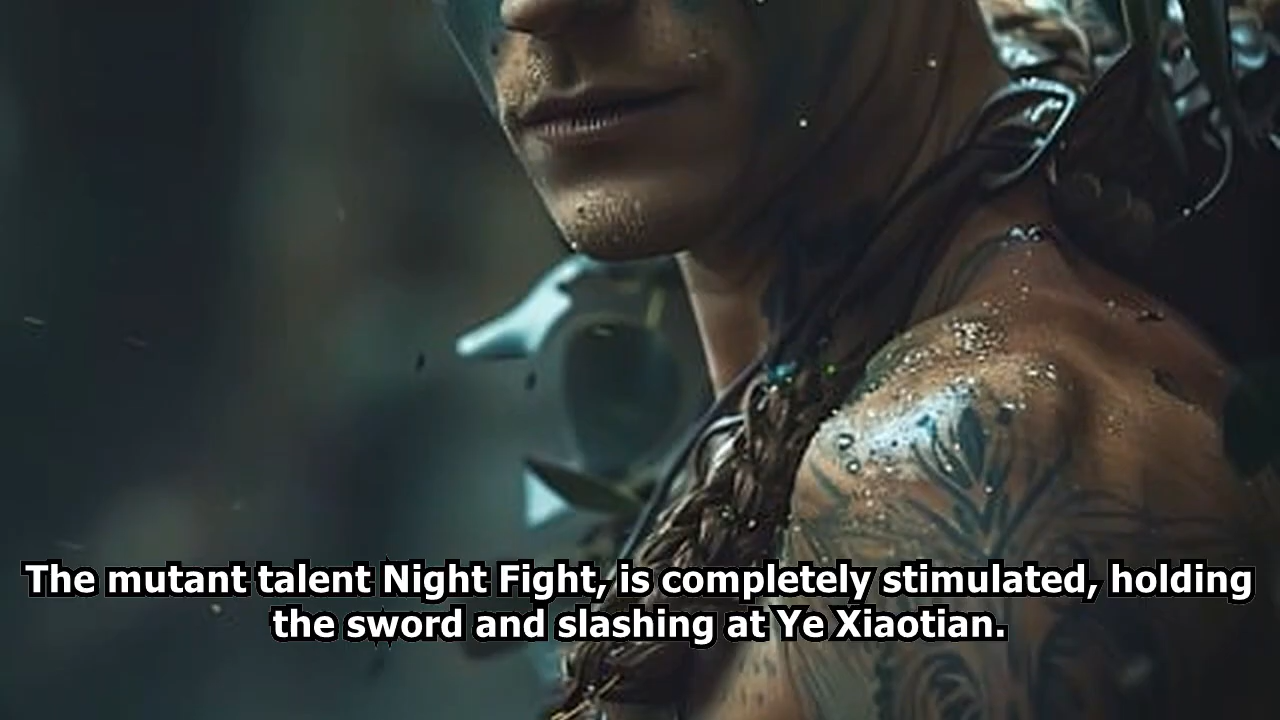 The mutant talent Night Fight, is completely stimulated, holding
the sword and slashing at Ye Xiaotian.